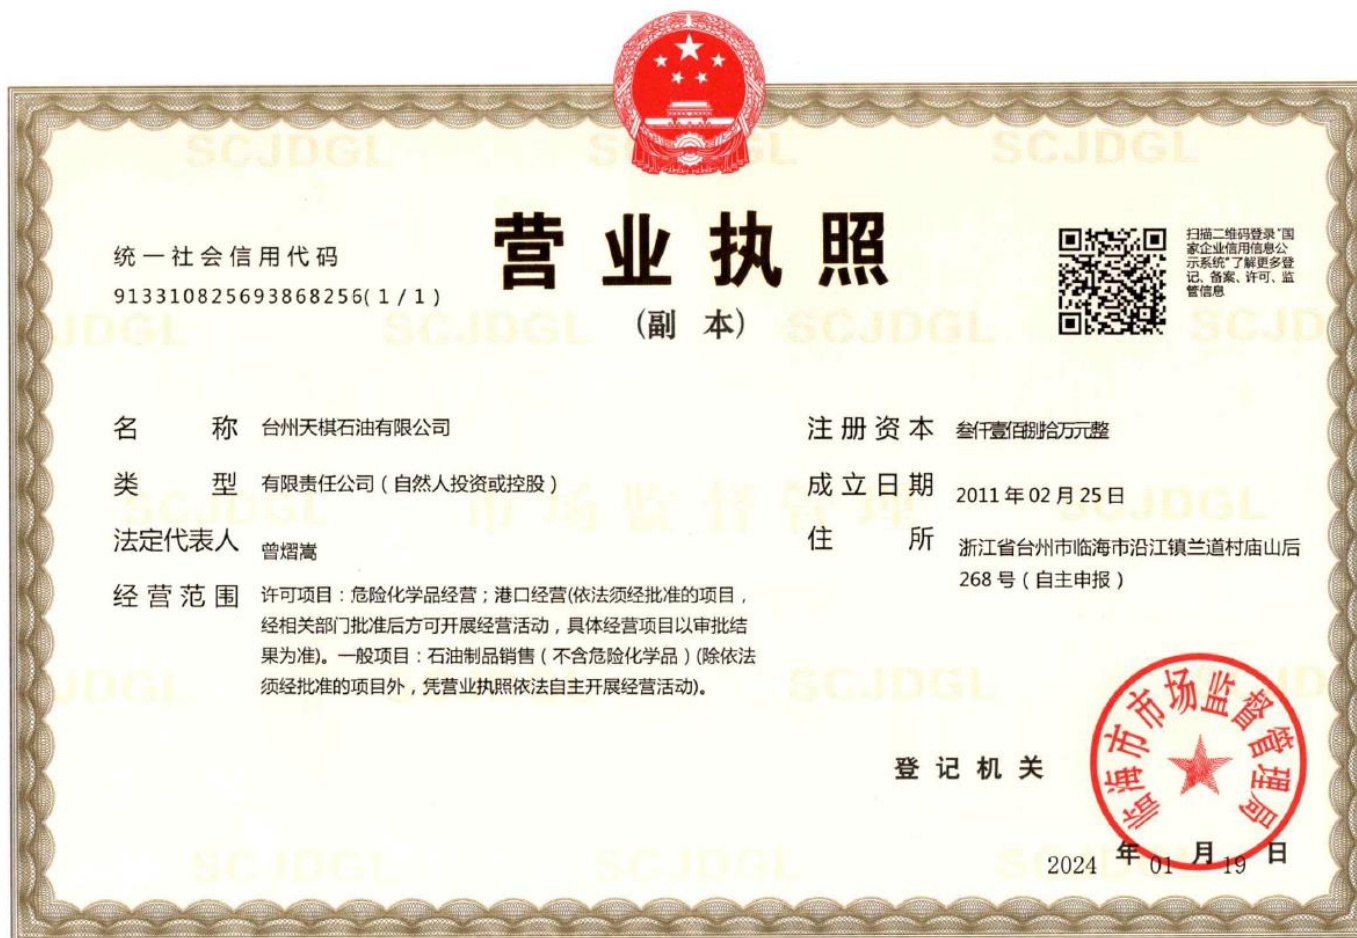 营业执照
(副 本)
统一社会信用代码
913310825693868256(1/1)
扫描二维码登录“国
家企业信用信息公
示系统”了解更多登
记、备案、许可、监
管信息
名 称 台州天棋石油有限公司
类 型 有限责任公司（自然人投资或控股）
法定代表人 曾熠嵩
经营范围 许可项目：危险化学品经营；港口经营(依法须经批准的项目，
经相关部门批准后方可开展经营活动，具体经营项目以审批结
果为准)。一般项目：石油制品销售（不含危险化学品）(除依法
须经批准的项目外，凭营业执照依法自主开展经营活动)。
注册资本 叁仟壹佰捌拾万元整
成立日期 2011年02月25日
住 所 浙江省台州市临海市沿江镇兰道村庙山后
268号（自主申报）
登记机关
临海市市场监督管理局
2024 年 01 月 19 日
SCJDGL
市场监督管理